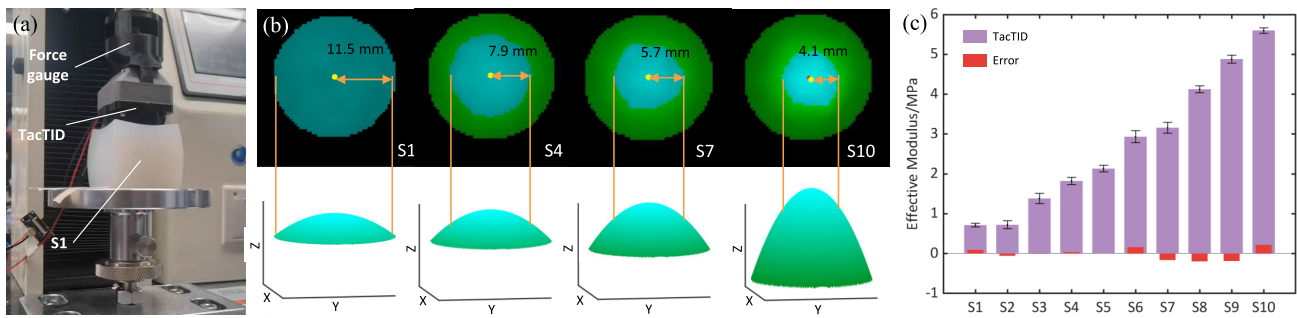 (a)
Force
gauge
TacTID
S1
(b)
11.5 mm
7.9 mm
5.7 mm
4.1 mm
S1
S4
S7
S10
Z
X
Y
Z
X
Y
Z
X
Y
Z
X
Y
(c)
Effective Modulus/MPa
6
5
4
3
2
1
0
-1
TacTID
Error
S1 S2 S3 S4 S5 S6 S7 S8 S9 S10